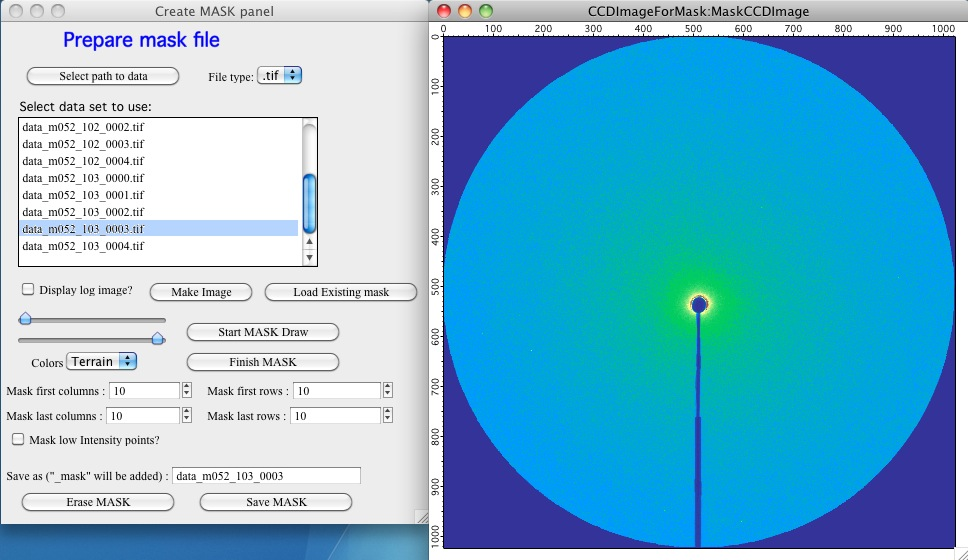 Create MASK panel
Prepare mask file
Select path to data
File type: .tif
Select data set to use:
data_m052_102_0002.tif
data_m052_102_0003.tif
data_m052_102_0004.tif
data_m052_103_0000.tif
data_m052_103_0001.tif
data_m052_103_0002.tif
data_m052_103_0003.tif
data_m052_103_0004.tif
Display log image?
Make Image
Load Existing mask
Start MASK Draw
Colors Terrain
Finish MASK
Mask first columns : 10
Mask first rows : 10
Mask last columns : 10
Mask last rows : 10
Mask low Intensity points?
Save as ("_mask" will be added) : data_m052_103_0003
Erase MASK
Save MASK
CCDImageForMask:MaskCCDImage
0 100 200 300 400 500 600 700 800 900 1000
0
100
200
300
400
500
600
700
800
900
1000